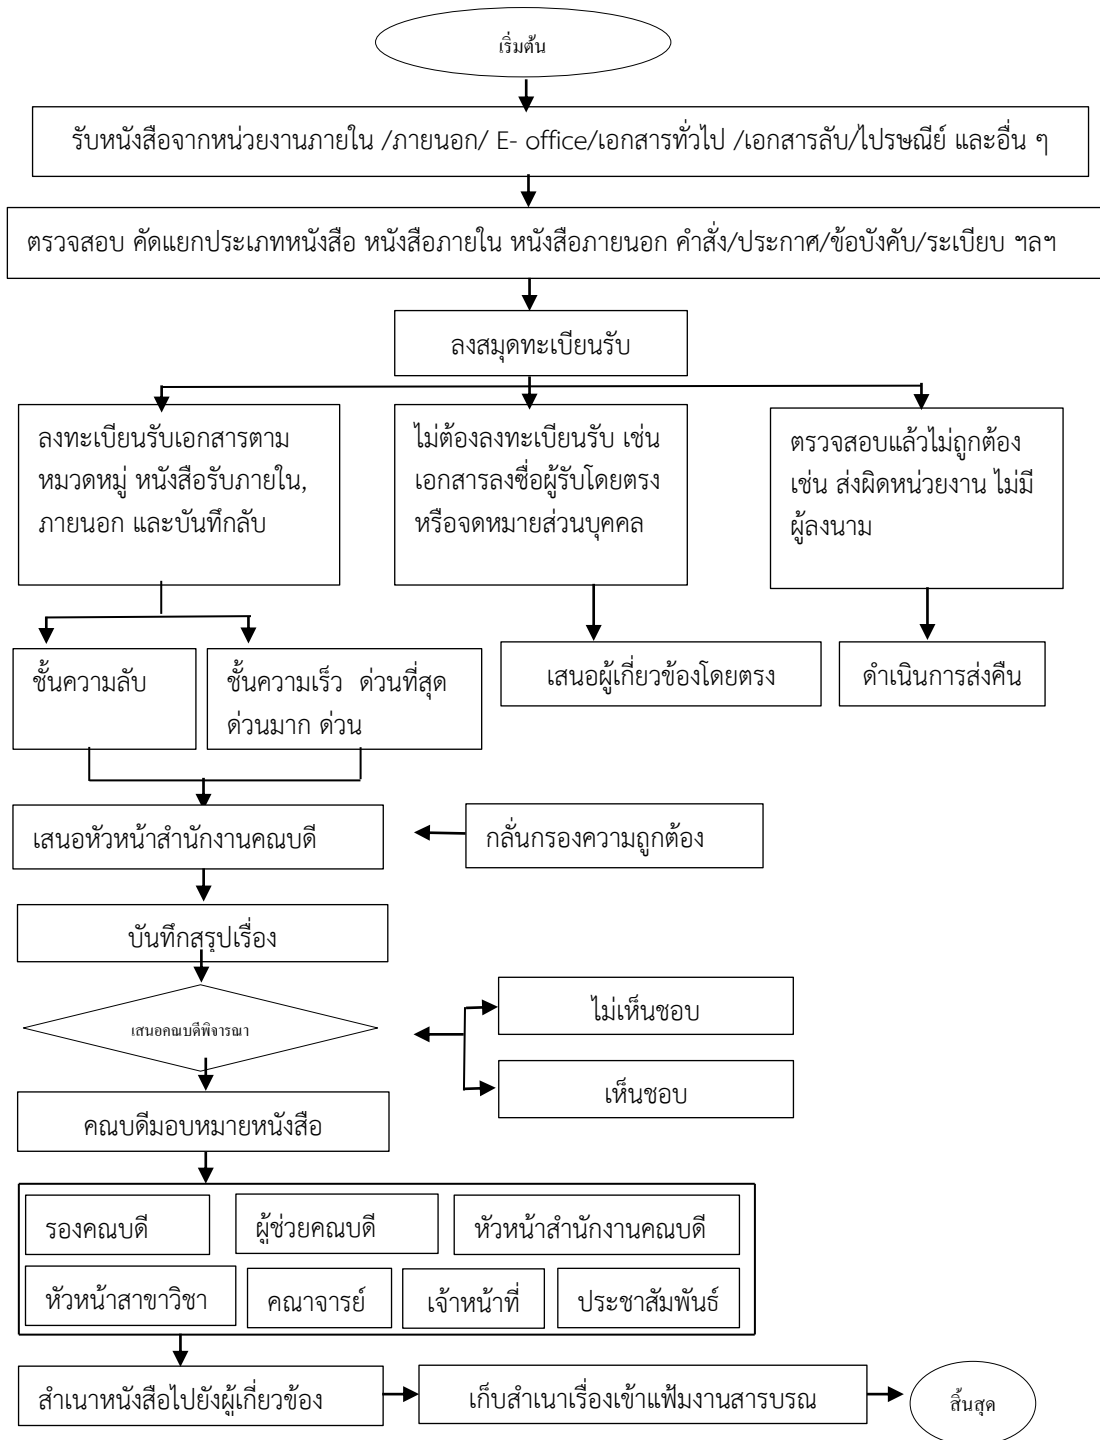 เริ่มต้น
รับหนังสือจากหน่วยงานภายใน /ภายนอก/ E- office/เอกสารทั่วไป /เอกสารลับ/ไปรษณีย์ และอื่น ๆ
ตรวจสอบ คัดแยกประเภทหนังสือ หนังสือภายใน หนังสือภายนอก คำสั่ง/ประกาศ/ข้อบังคับ/ระเบียบ ฯลฯ
ลงสมุดทะเบียนรับ
ลงทะเบียนรับเอกสารตาม
หมวดหมู่ หนังสือรับภายใน,
ภายนอก และบันทึกลับ
ไม่ต้องลงทะเบียนรับ เช่น
เอกสารลงชื่อผู้รับโดยตรง
หรือจดหมายส่วนบุคคล
ตรวจสอบแล้วไม่ถูกต้อง
เช่น ส่งผิดหน่วยงาน ไม่มี
ผู้ลงนาม
ชั้นความลับ
ชั้นความเร็ว ด่วนที่สุด
ด่วนมาก ด่วน
เสนอผู้เกี่ยวข้องโดยตรง
ดำเนินการส่งคืน
เสนอหัวหน้าสำนักงานคณบดี
กลั่นกรองความถูกต้อง
บันทึกสรุปเรื่อง
เสนอคณบดีพิจารณา
ไม่เห็นชอบ
เห็นชอบ
คณบดีมอบหมายหนังสือ
รองคณบดี
ผู้ช่วยคณบดี
หัวหน้าสำนักงานคณบดี
หัวหน้าสาขาวิชา
คณาจารย์
เจ้าหน้าที่
ประชาสัมพันธ์
สำเนาหนังสือไปยังผู้เกี่ยวข้อง
เก็บสำเนาเรื่องเข้าแฟ้มงานสารบรณ
สิ้นสุด